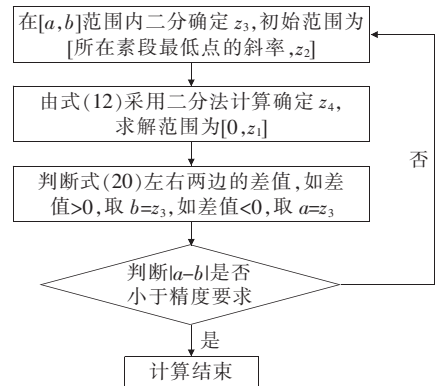 在[a,b]范围内二分确定z₃,初始范围为
[所在素段最低点的斜率,z₂]
由式(12)采用二分法计算确定z₄,
求解范围为[0,z₁]
判断式(20)左右两边的差值,如差
值>0,取b=z₃,如差值<0,取a=z₃
判断|a-b|是否
小于精度要求
否
是
计算结束